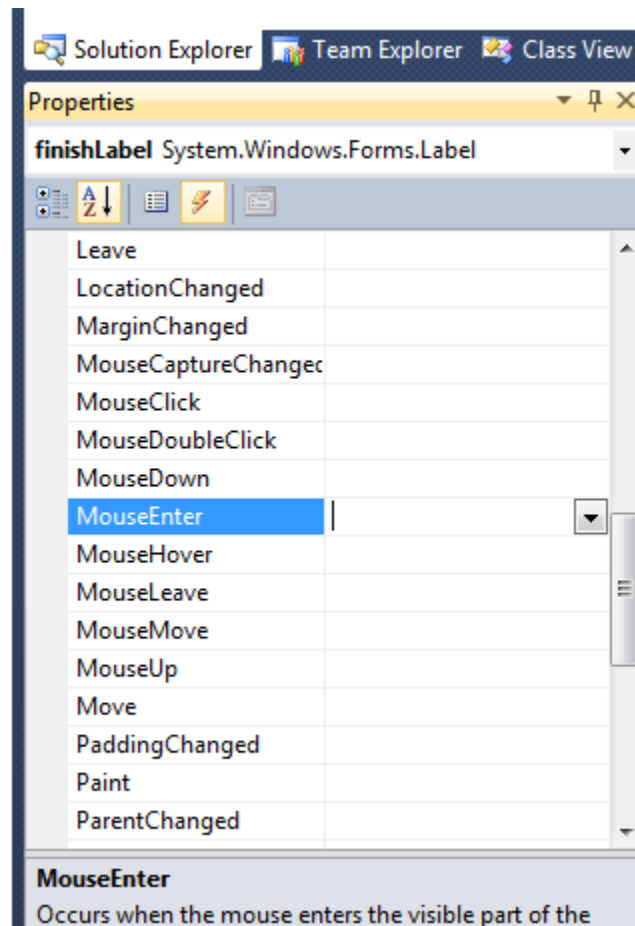 Solution Explorer Team Explorer Class View
Properties
finishLabel System.Windows.Forms.Label
Leave
LocationChanged
MarginChanged
MouseCaptureChanged
MouseClick
MouseDoubleClick
MouseDown
MouseEnter
MouseHover
MouseLeave
MouseMove
MouseUp
Move
PaddingChanged
Paint
ParentChanged
MouseEnter
Occurs when the mouse enters the visible part of the